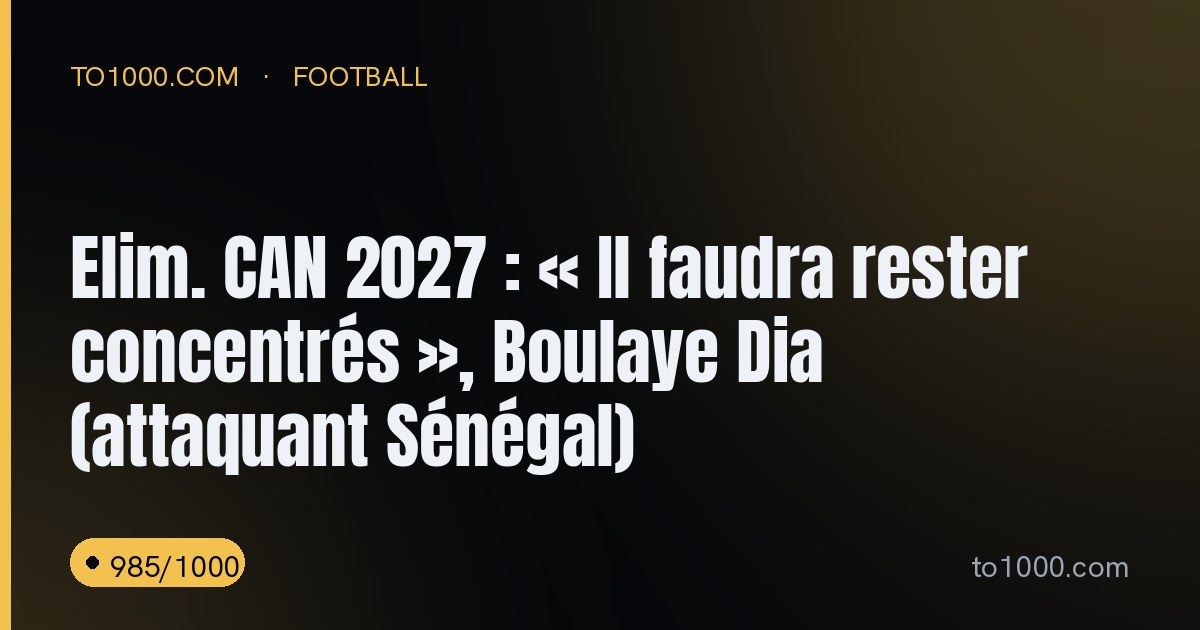 TO1000.COM · FOOTBALL
Elim. CAN 2027 : « Il faudra rester
concentrés », Boulaye Dia
(attaquant Sénégal)
985/1000
to1000.com